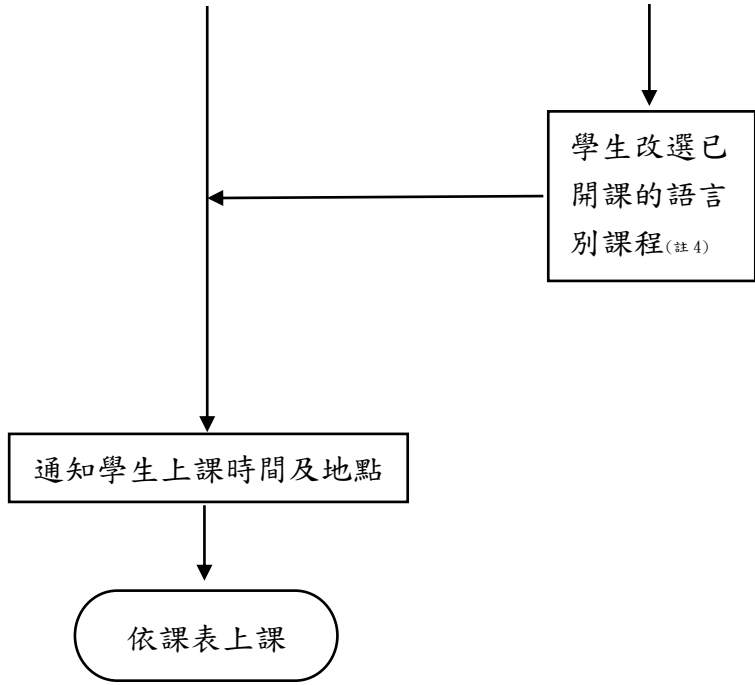 學生改選已
開課的語言
別課程(註 4)
通知學生上課時間及地點
依課表上課